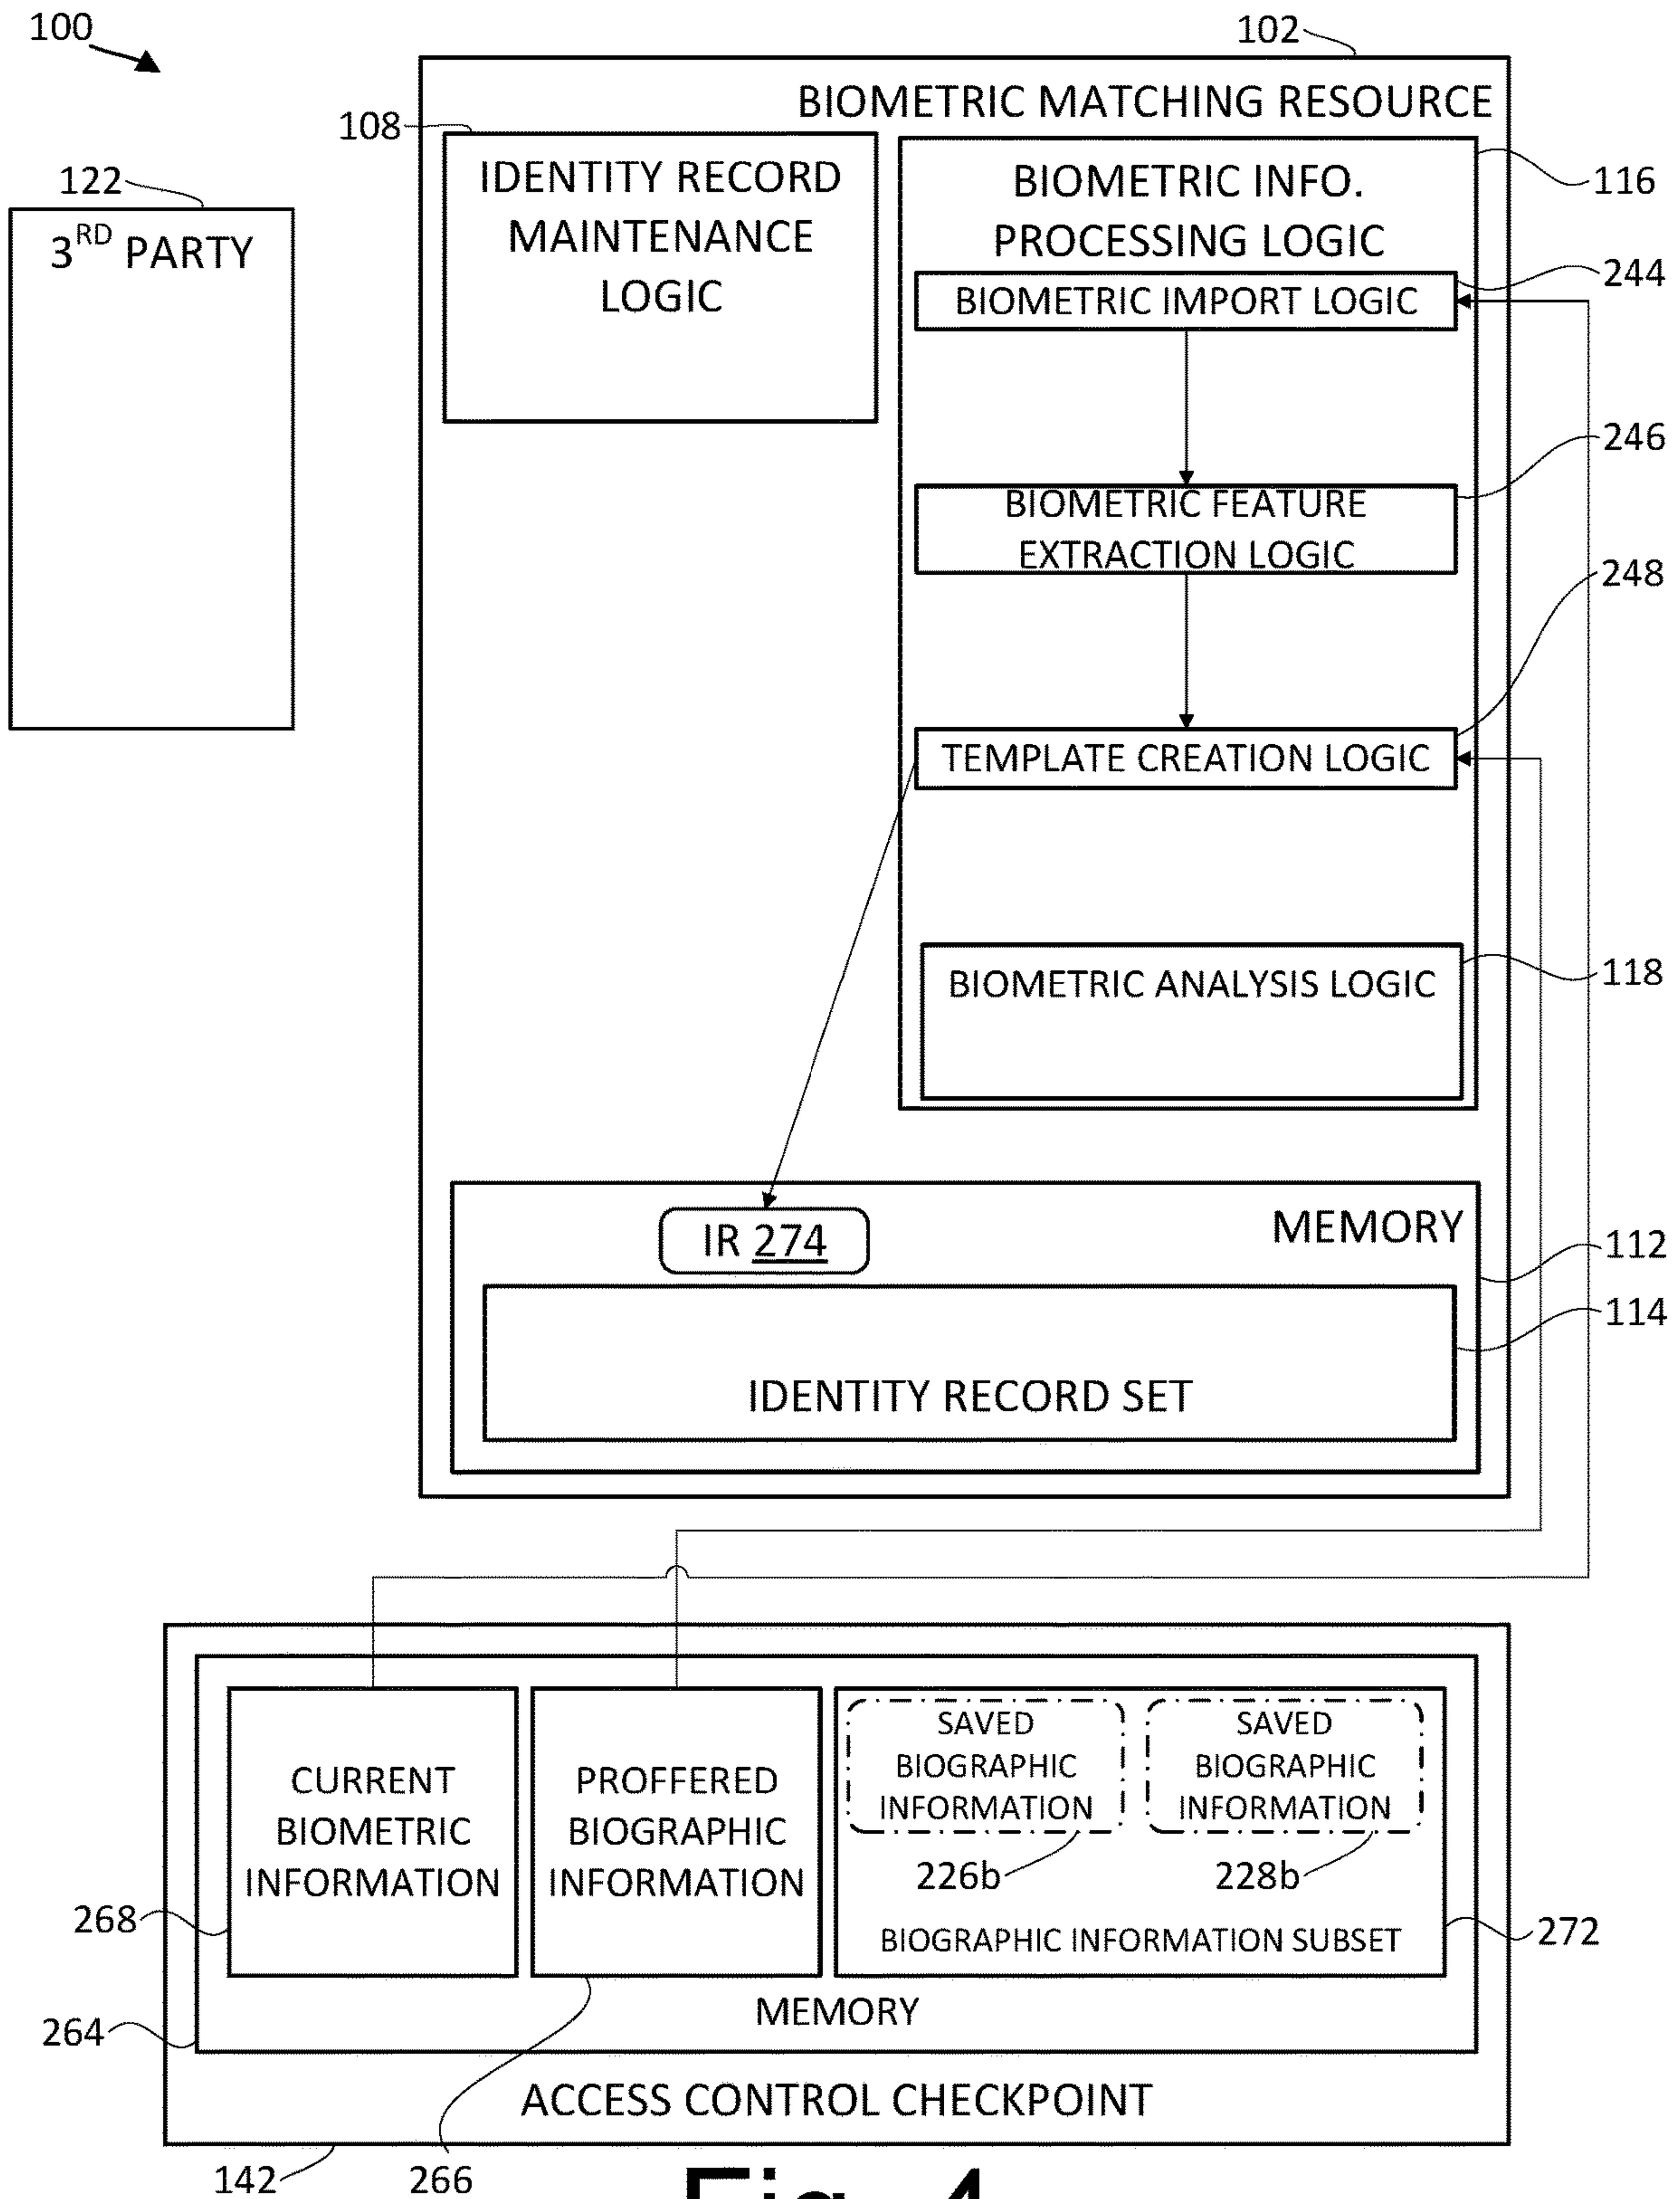 100
102
BIOMETRIC MATCHING RESOURCE
108
IDENTITY RECORD
MAINTENANCE
LOGIC
122
3RD PARTY
BIOMETRIC INFO.
PROCESSING LOGIC
116
BIOMETRIC IMPORT LOGIC
244
BIOMETRIC FEATURE
EXTRACTION LOGIC
246
TEMPLATE CREATION LOGIC
248
BIOMETRIC ANALYSIS LOGIC
118
IR 274
MEMORY
112
IDENTITY RECORD SET
114
CURRENT
BIOMETRIC
INFORMATION
268
PROFFERED
BIOGRAPHIC
INFORMATION
SAVED
BIOGRAPHIC
INFORMATION
226b
SAVED
BIOGRAPHIC
INFORMATION
228b
BIOGRAPHIC INFORMATION SUBSET
272
MEMORY
264
ACCESS CONTROL CHECKPOINT
142
266
Fig. 4